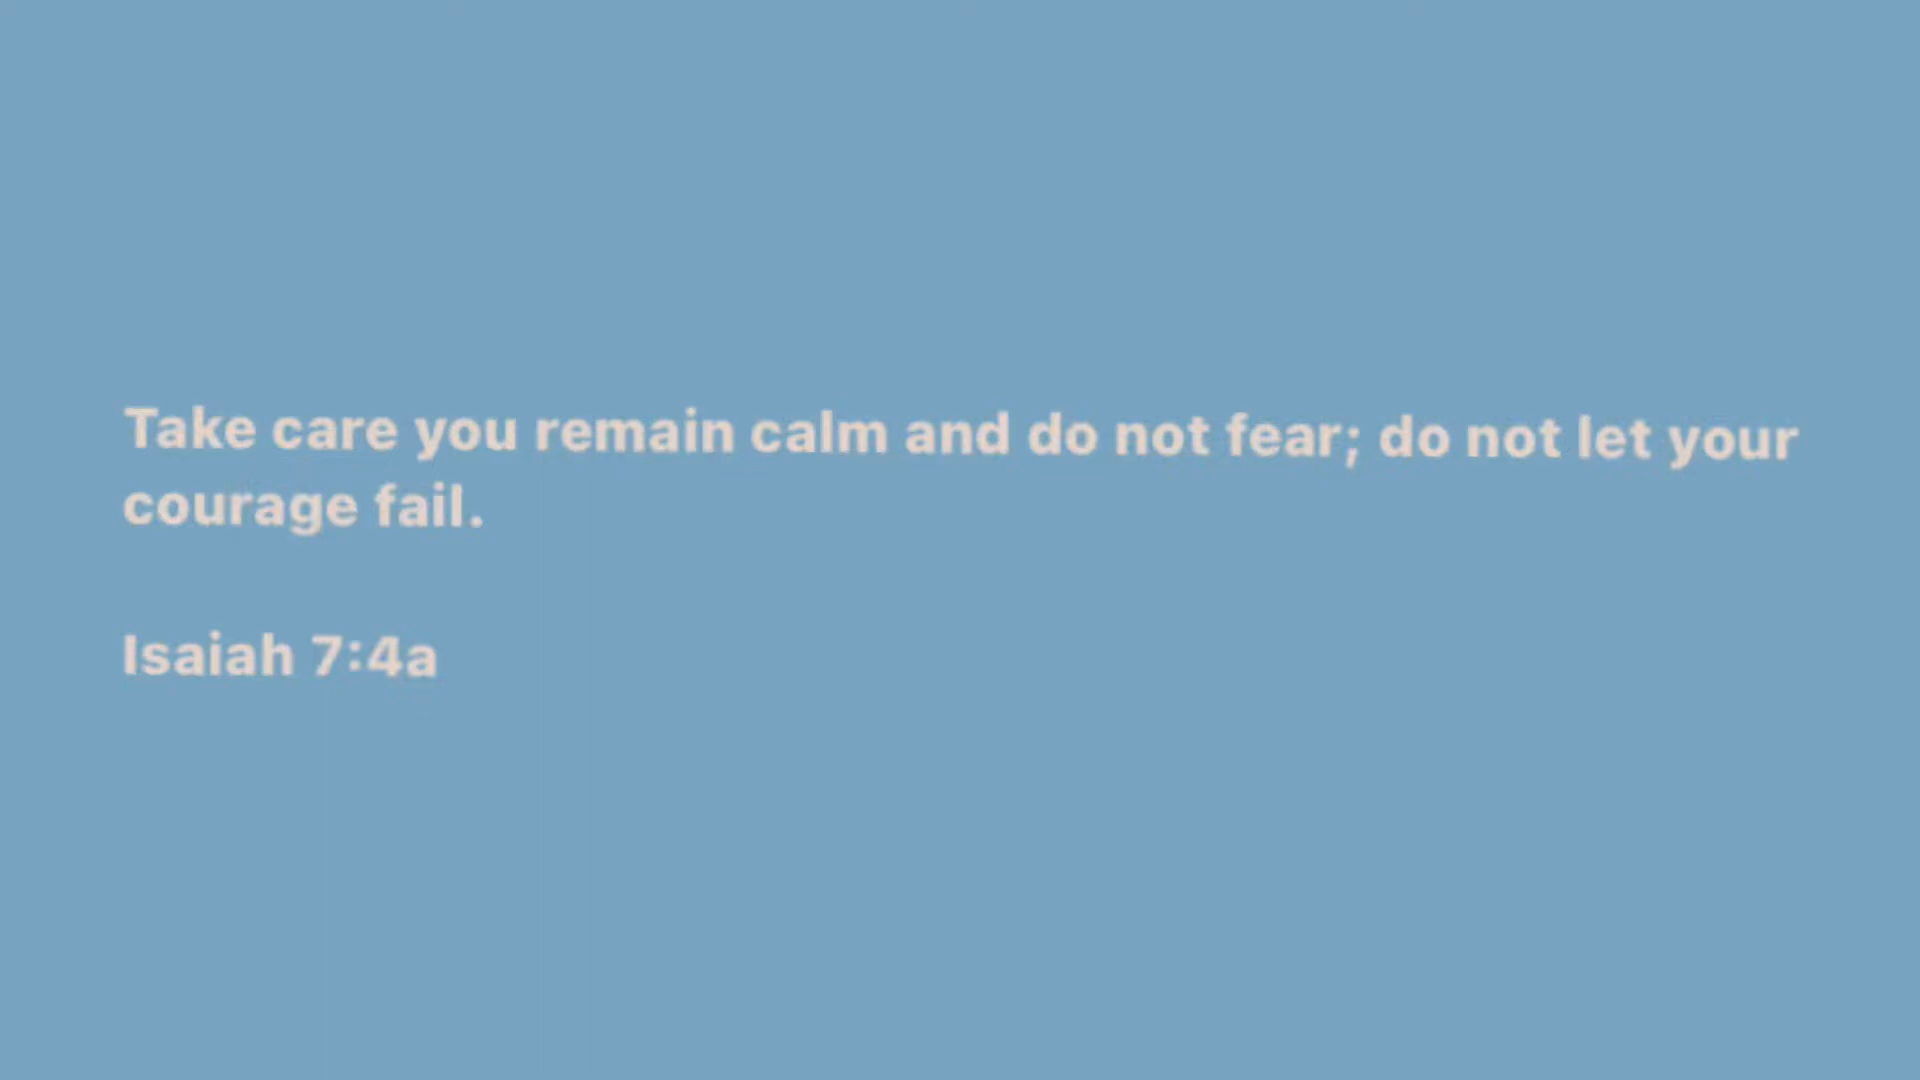 Take care you remain calm and do not fear; do not let your
courage fail.
Isaiah 7:4a